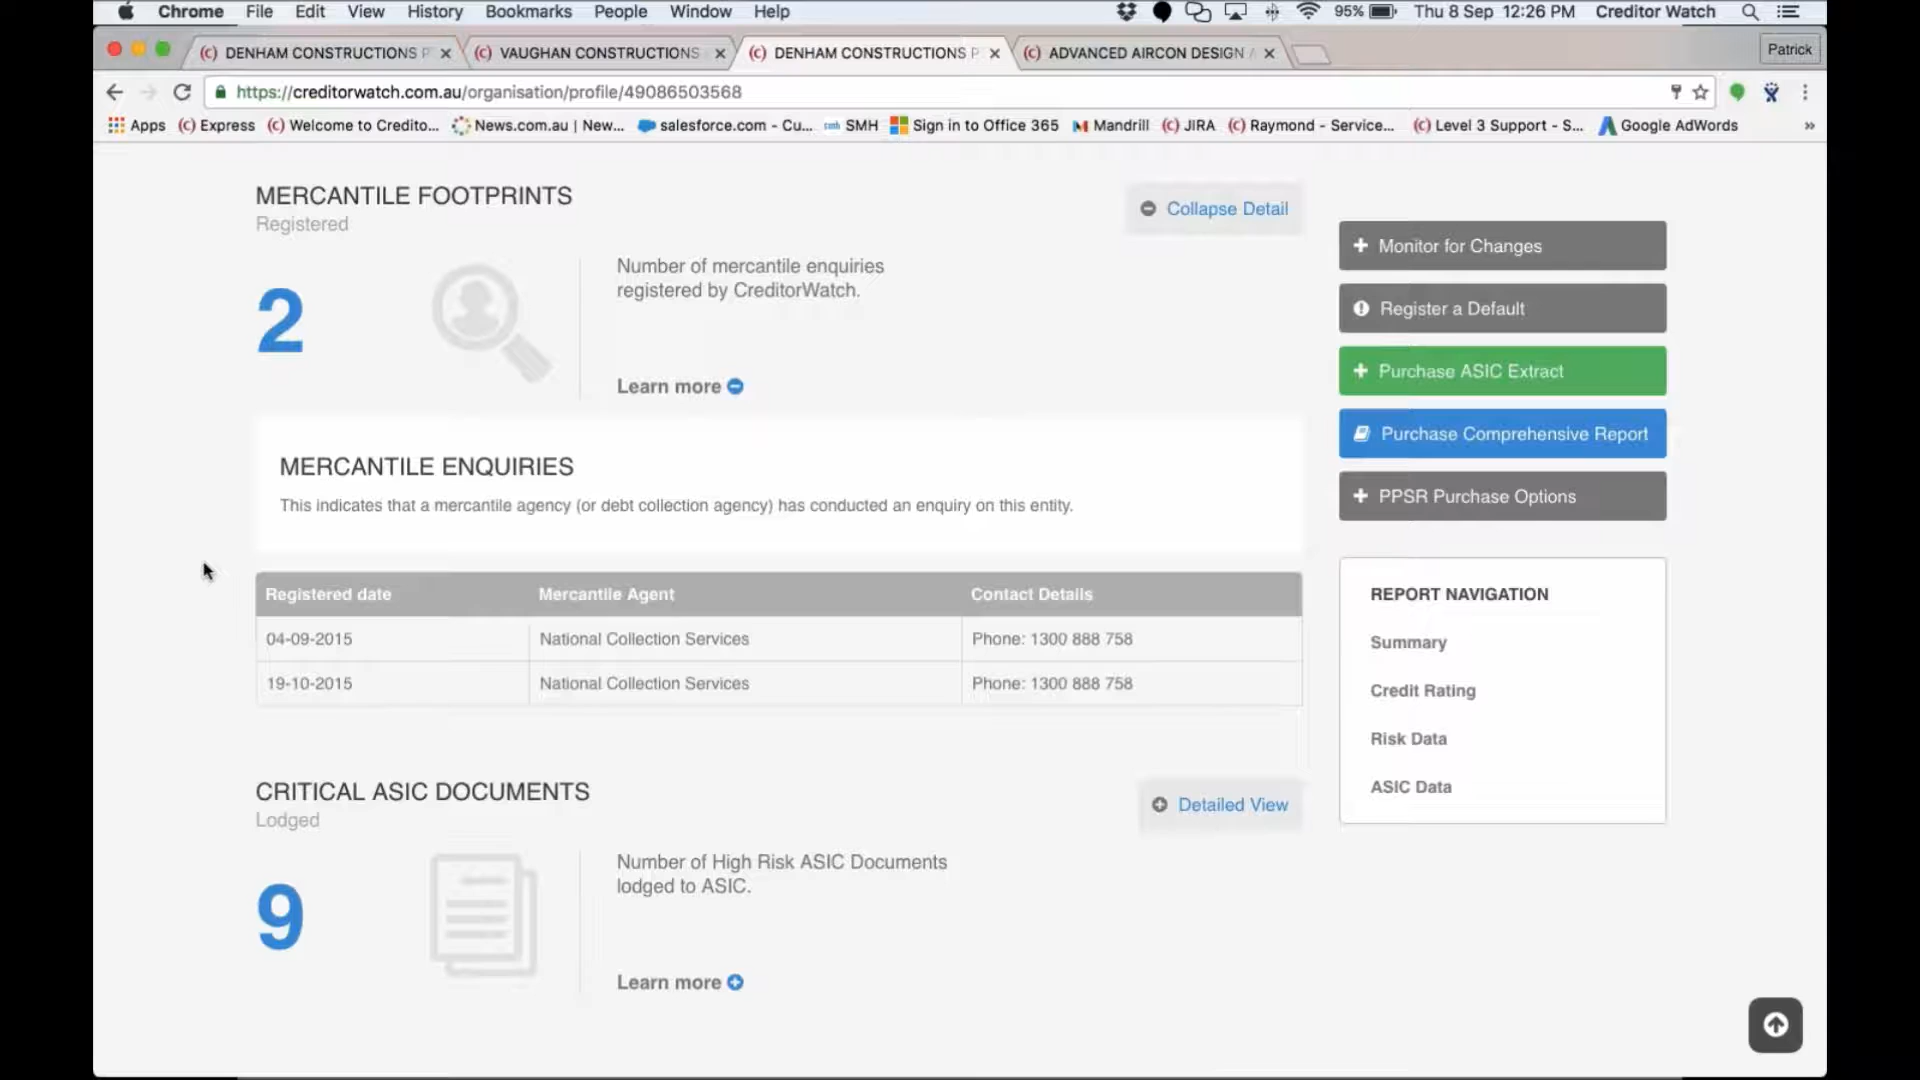 Chrome File Edit View History Bookmarks People Window Help 95% Thu 8 Sep 12:26 PM Creditor Watch
(c) DENHAM CONSTRUCTIONS P (c) VAUGHAN CONSTRUCTIONS (c) DENHAM CONSTRUCTIONS P (c) ADVANCED AIRCON DESIGN Patrick
https://creditorwatch.com.au/organisation/profile/49086503568
Apps (c) Express (c) Welcome to Credito... News.com.au | New... salesforce.com - Cu... smh SMH Sign in to Office 365 Mandrill (c) JIRA (c) Raymond - Service... (c) Level 3 Support - S... Google AdWords »
MERCANTILE FOOTPRINTS
Registered
Collapse Detail
2
Number of mercantile enquiries
registered by CreditorWatch.
Learn more
MERCANTILE ENQUIRIES
This indicates that a mercantile agency (or debt collection agency) has conducted an enquiry on this entity.
Registered date Mercantile Agent Contact Details
04-09-2015 National Collection Services Phone: 1300 888 758
19-10-2015 National Collection Services Phone: 1300 888 758
CRITICAL ASIC DOCUMENTS
Lodged
Detailed View
9
Number of High Risk ASIC Documents
lodged to ASIC.
Learn more
Monitor for Changes
Register a Default
Purchase ASIC Extract
Purchase Comprehensive Report
PPSR Purchase Options
REPORT NAVIGATION
Summary
Credit Rating
Risk Data
ASIC Data